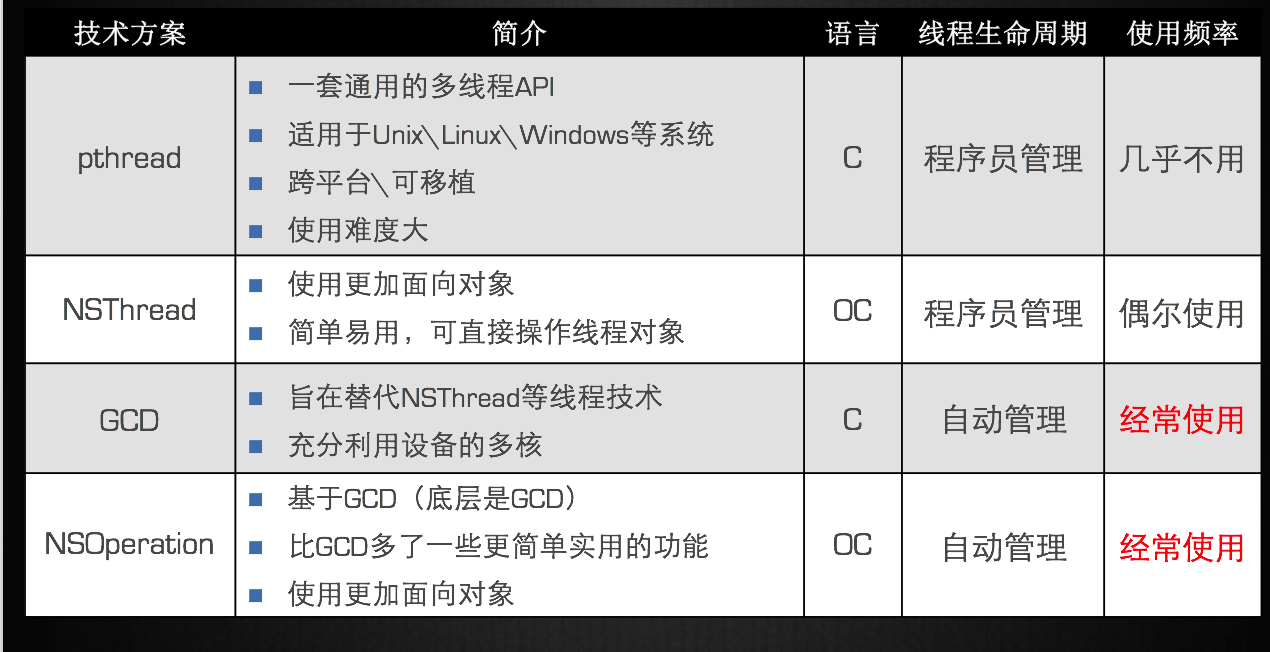 技术方案 简介 语言 线程生命周期 使用频率
pthread
一套通用的多线程API
适用于Unix\Linux\Windows等系统
跨平台\可移植
使用难度大
C
程序员管理
几乎不用
NSThread
使用更加面向对象
简单易用，可直接操作线程对象
OC
程序员管理
偶尔使用
GCD
旨在替代NSThread等线程技术
充分利用设备的多核
C
自动管理
经常使用
NSOperation
基于GCD（底层是GCD）
比GCD多了一些更简单实用的功能
使用更加面向对象
OC
自动管理
经常使用